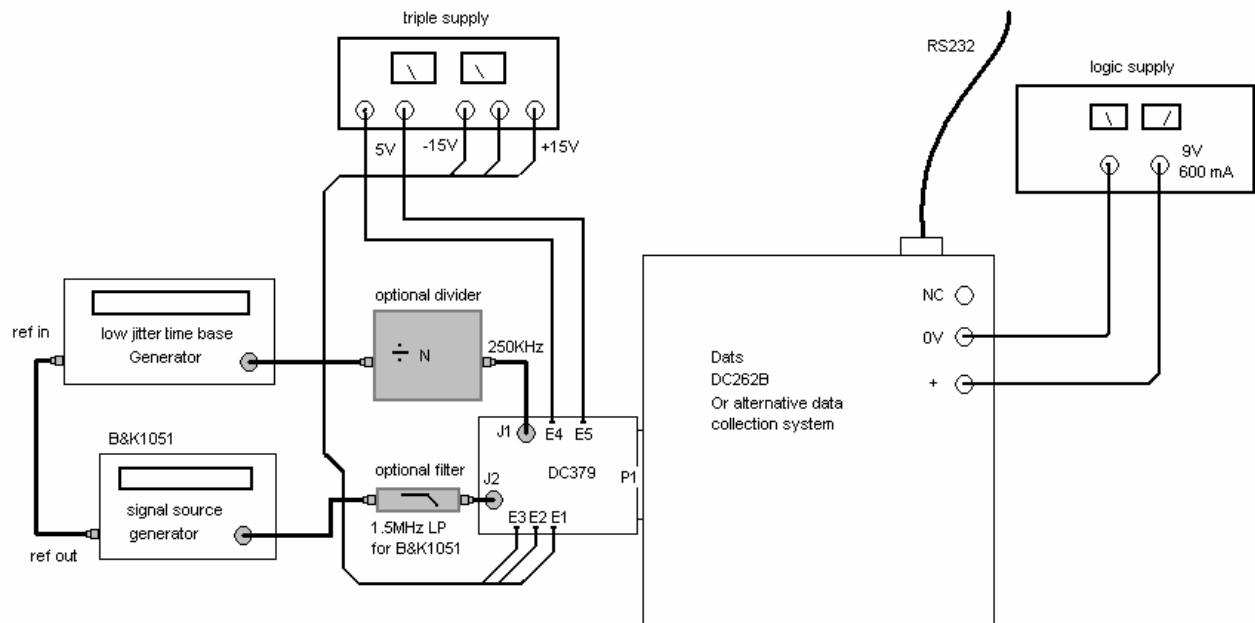 triple supply
RS232
logic supply
5V
-15V
+15V
9V
600 mA
optional divider
NC
ref in
low jitter time base
Generator
÷ N
250KHz
0V
Dats
DC262B
Or alternative data
collection system
+
B&K1051
J1
E4
E5
optional filter
J2
DC379
P1
signal source
generator
E3
E2
E1
1.5MHz LP
for B&K1051
ref out